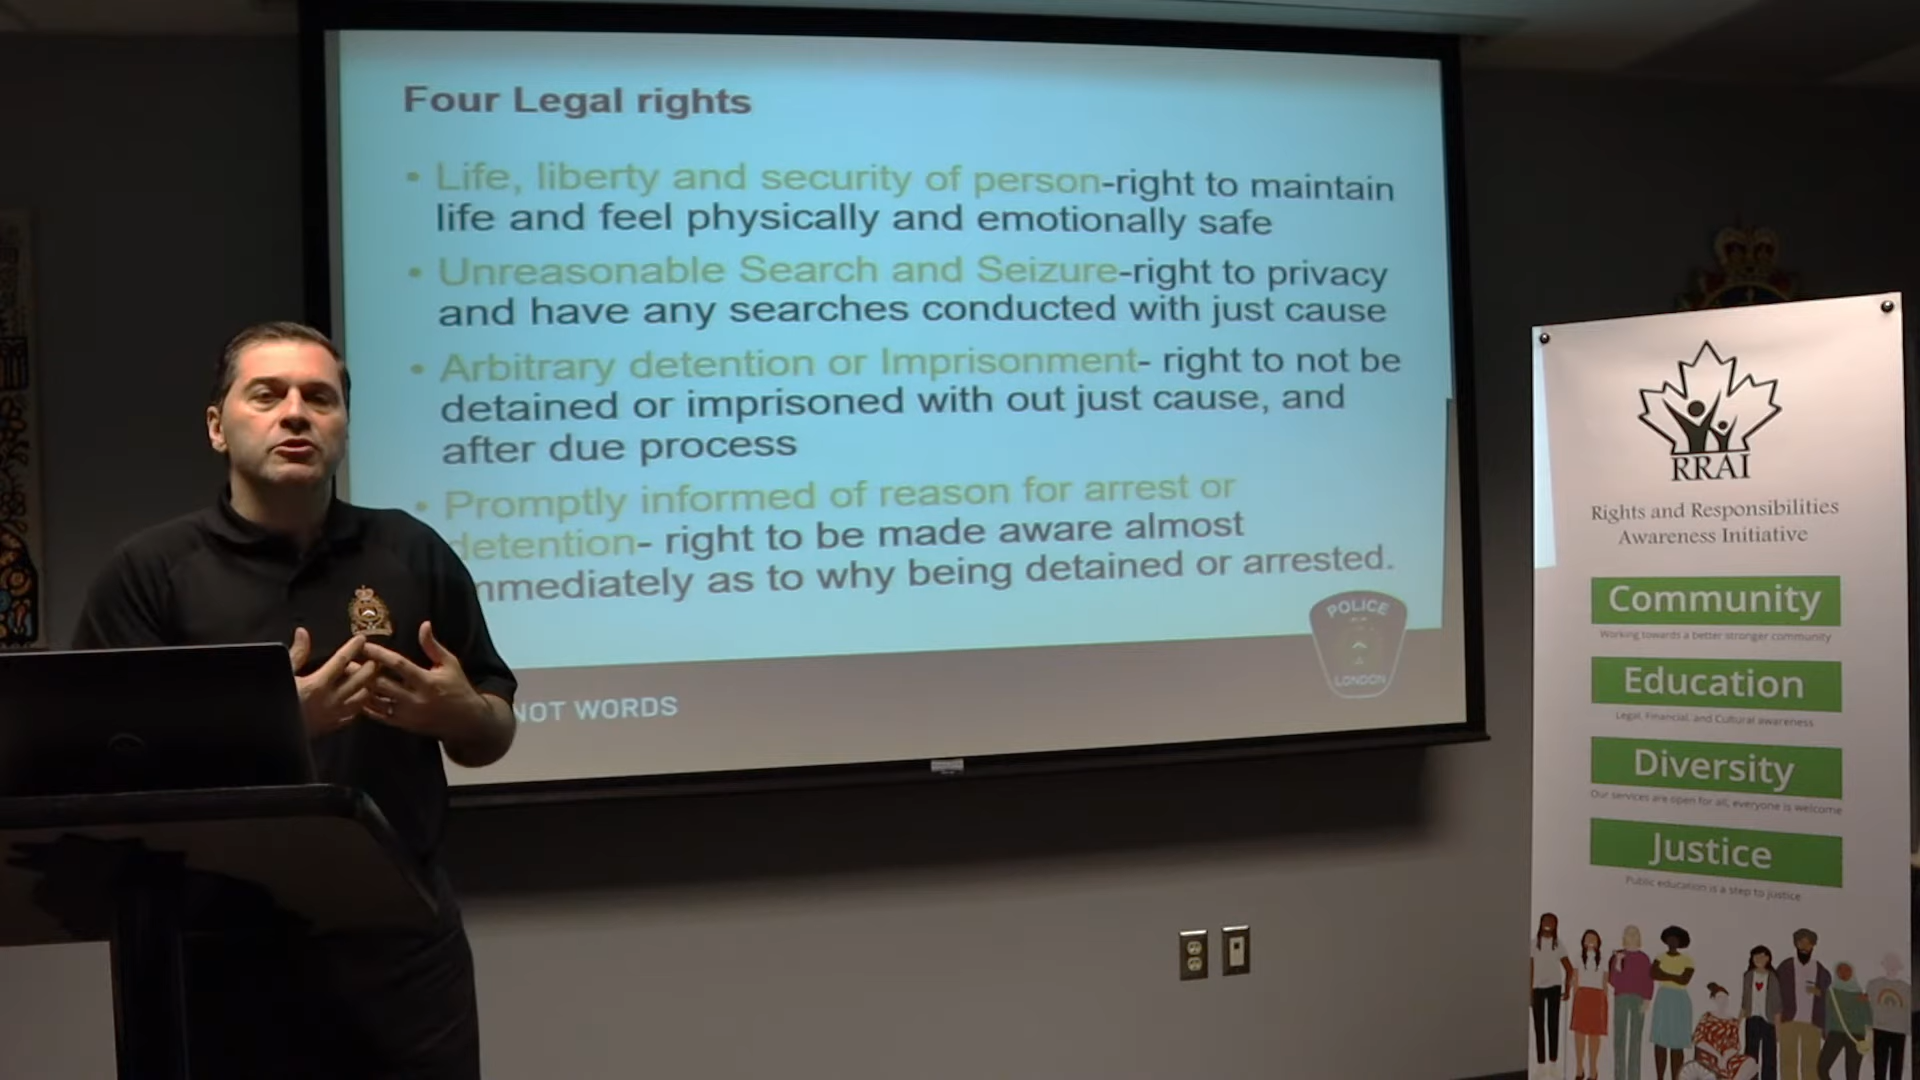 Four Legal rights
• Life, liberty and security of person-right to maintain
life and feel physically and emotionally safe
• Unreasonable Search and Seizure-right to privacy
and have any searches conducted with just cause
• Arbitrary detention or Imprisonment- right to not be
detained or imprisoned with out just cause, and
after due process
• Promptly informed of reason for arrest or
detention- right to be made aware almost
mmediately as to why being detained or arrested.
NOT WORDS
POLICE
LONDON
RRAI
Rights and Responsibilities
Awareness Initiative
Community
Working towards a better stronger community
Education
Legal, Financial, and Cultural awareness
Diversity
Our services are open for all, everyone is welcome
Justice
Public education is a step to justice